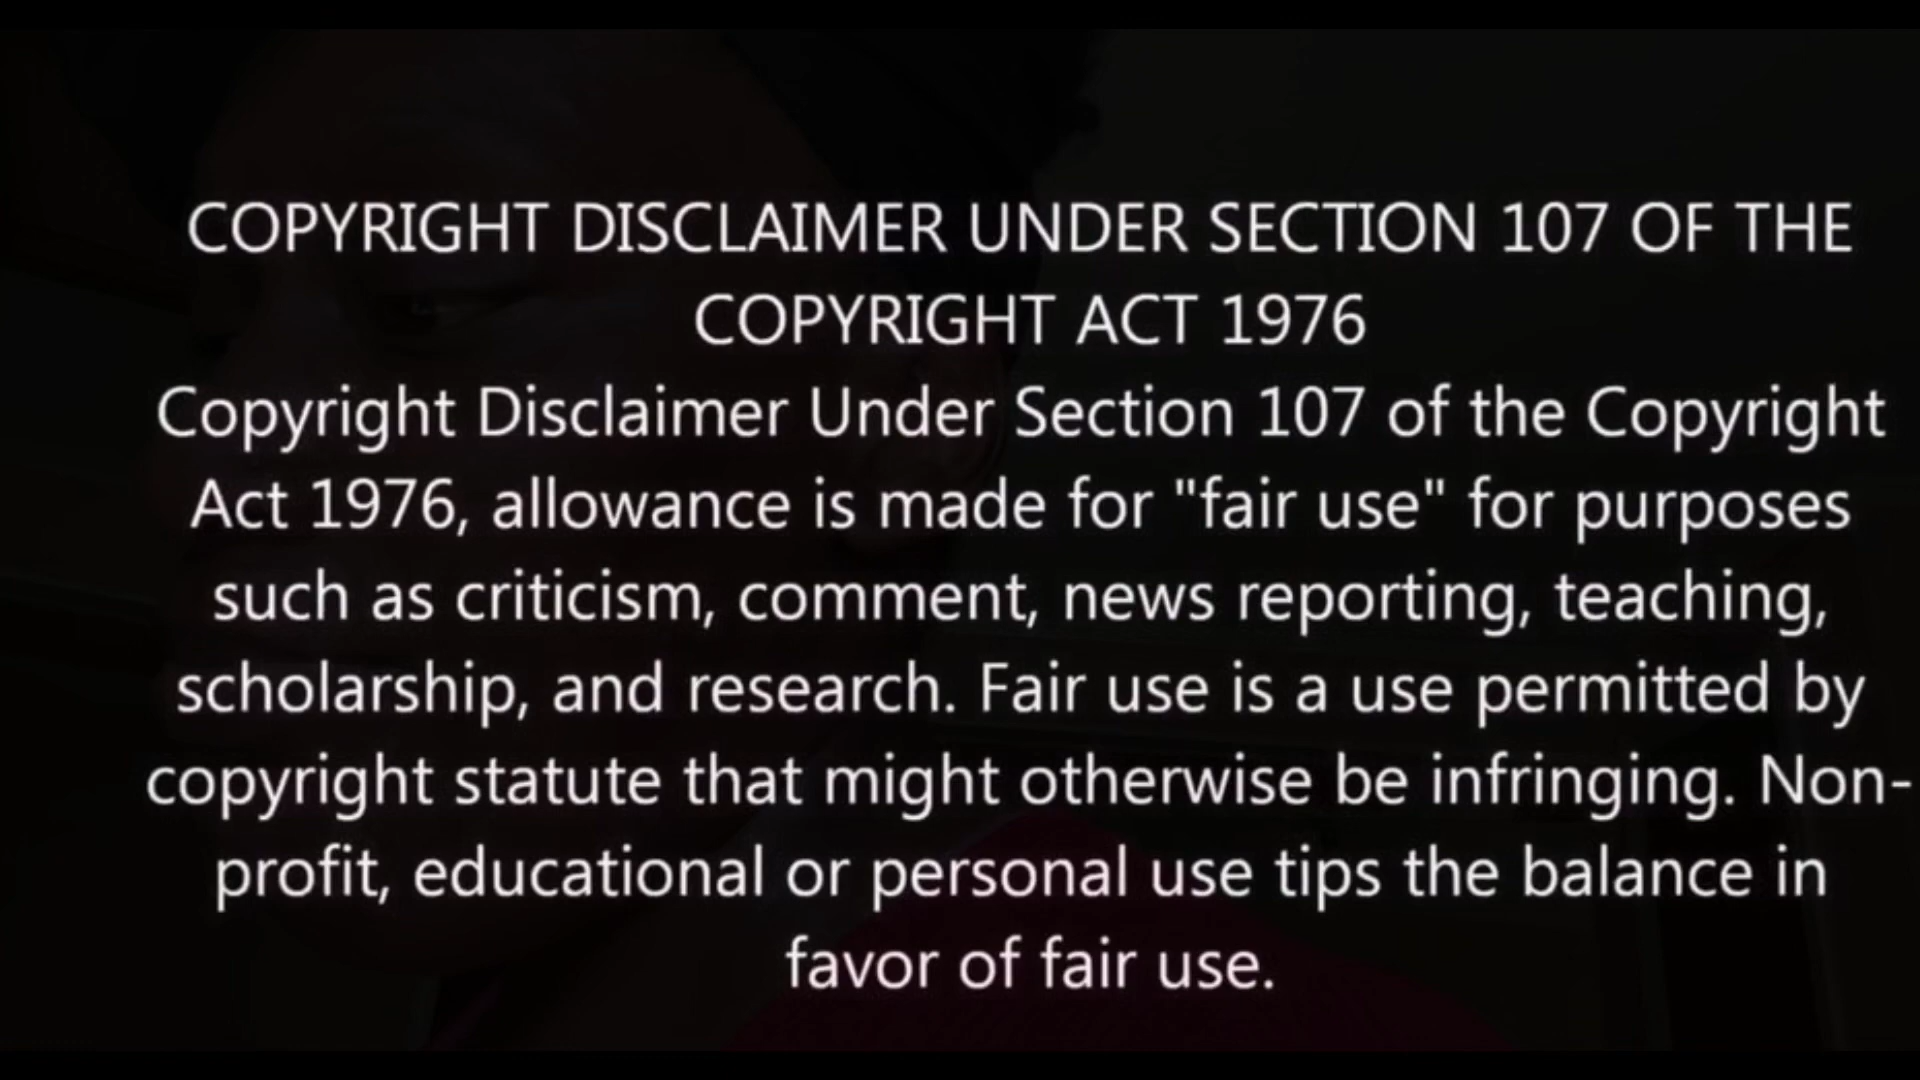 COPYRIGHT DISCLAIMER UNDER SECTION 107 OF THE
COPYRIGHT ACT 1976
Copyright Disclaimer Under Section 107 of the Copyright
Act 1976, allowance is made for "fair use" for purposes
such as criticism, comment, news reporting, teaching,
scholarship, and research. Fair use is a use permitted by
copyright statute that might otherwise be infringing. Non-
profit, educational or personal use tips the balance in
favor of fair use.